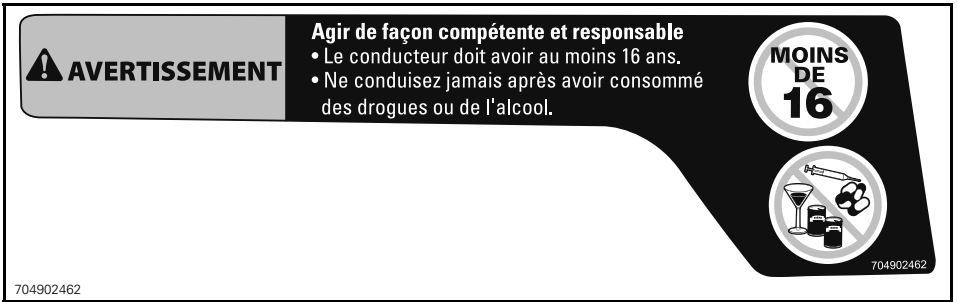 AVERTISSEMENT
Agir de façon compétente et responsable
• Le conducteur doit avoir au moins 16 ans.
• Ne conduisez jamais après avoir consommé
des drogues ou de l'alcool.
MOINS
DE
16
704902462
704902462